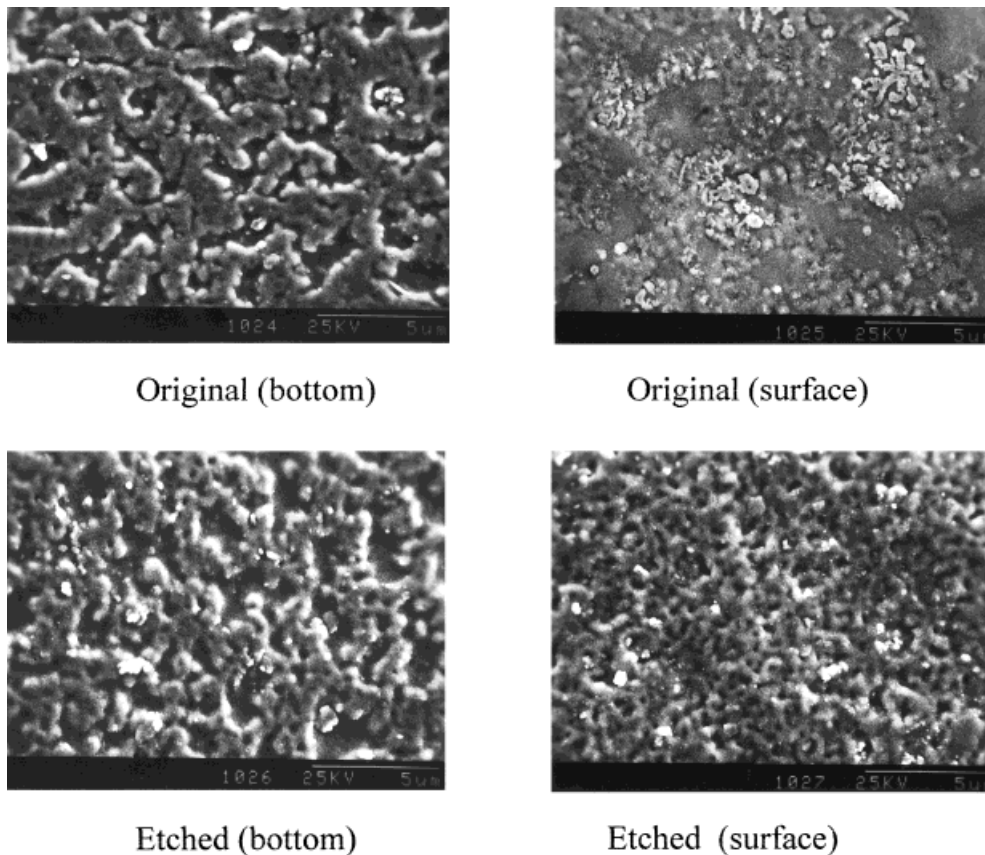 1024 25KV 5um
1025 25KV 5u
Original (bottom)
Original (surface)
1026 25KV 5um
1027 25KV 5u
Etched (bottom)
Etched (surface)